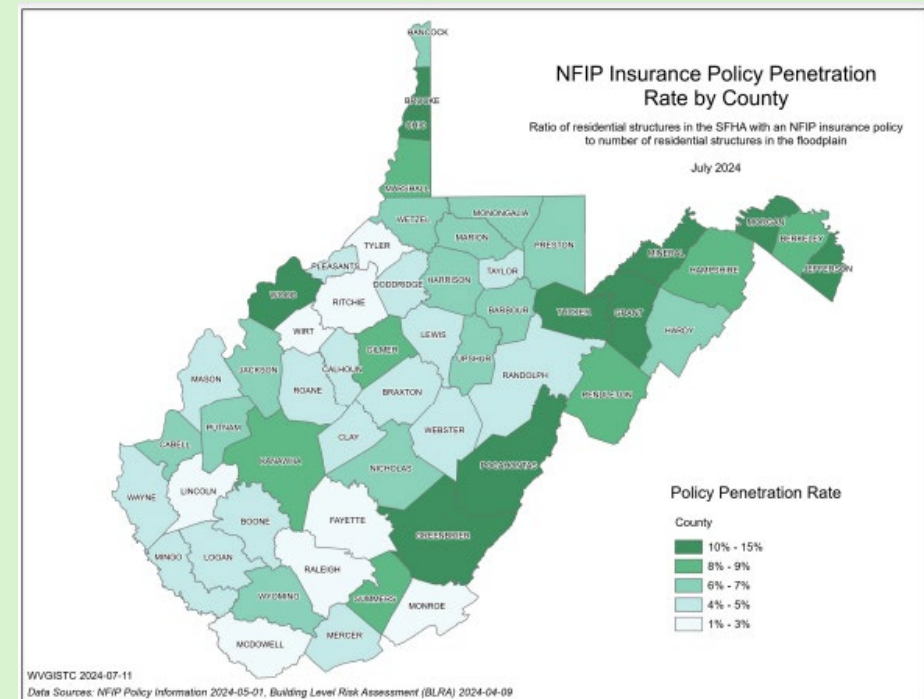 HANCOCK
NFIP Insurance Policy Penetration
Rate by County
Ratio of residential structures in the SFHA with an NFIP insurance policy
to number of residential structures in the floodplain
July 2024
BROOKE
OHIO
MARSHALL
WETZEL
MONONGALIA
MARION
PRESTON
TYLER
PLEASANTS
DODDRIDGE
HARRISON
TAYLOR
MORGAN
BERKELEY
JEFFERSON
MINERAL
HAMPSHIRE
WOOD
RITCHIE
BARBOUR
TUCKER
GRANT
HARDY
WIRT
GILMER
LEWIS
UPSHUR
RANDOLPH
PENDLETON
MASON
JACKSON
ROANE
CALHOUN
BRAXTON
WEBSTER
PUTNAM
CABELL
KANAWHA
CLAY
NICHOLAS
POCAHONTAS
WAYNE
LINCOLN
BOONE
FAYETTE
GREENBRIER
MINGO
LOGAN
RALEIGH
WYOMING
SUMMERS
MONROE
MCDOWELL
MERCER
Policy Penetration Rate
County
10% - 15%
8% - 9%
6% - 7%
4% - 5%
1% - 3%
WVGISTC 2024-07-11
Data Sources: NFIP Policy Information 2024-05-01, Building Level Risk Assessment (BLRA) 2024-04-09